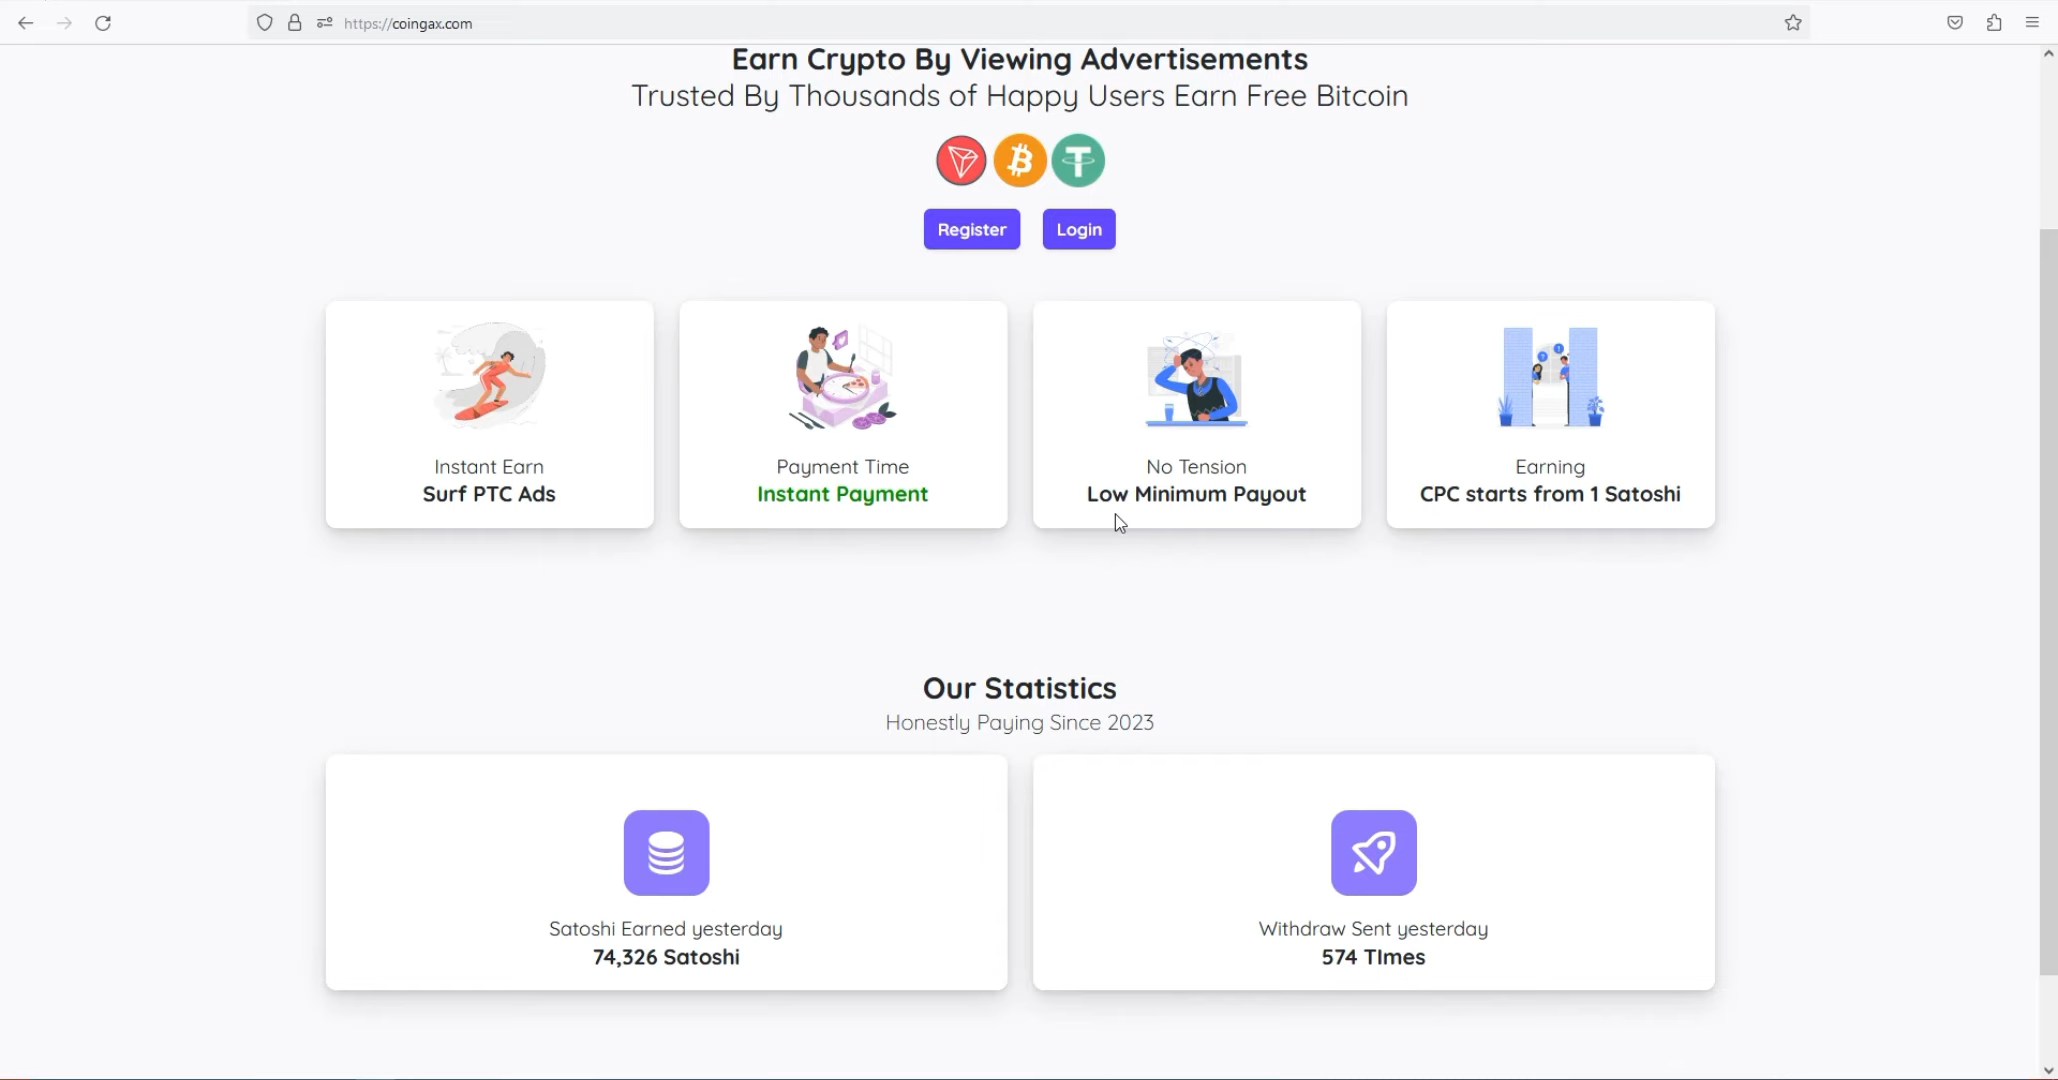 https://coingax.com
Earn Crypto By Viewing Advertisements
Trusted By Thousands of Happy Users Earn Free Bitcoin
Register
Login
Instant Earn
Surf PTC Ads
Payment Time
Instant Payment
No Tension
Low Minimum Payout
Earning
CPC starts from 1 Satoshi
Our Statistics
Honestly Paying Since 2023
Satoshi Earned yesterday
74,326 Satoshi
Withdraw Sent yesterday
574 TImes